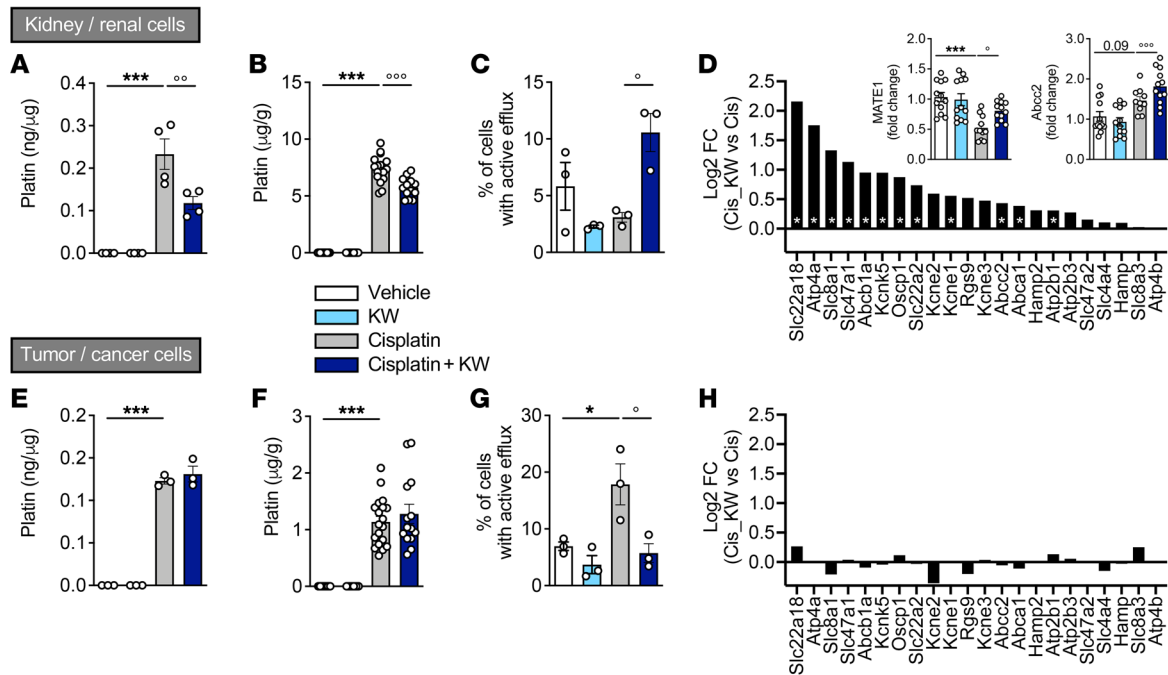 Kidney / renal cells
A
Platin (ng/µg)
0.4
0.3
0.2
0.1
0.0
***
°°
B
Platin (µg/g)
15
10
5
0
***
°°°
C
% of cells
with active efflux
15
10
5
0
°
D
Log2 FC
(Cis_KW vs Cis)
2.5
2.0
1.5
1.0
0.5
0.0
* * * * * * * * * * * *
Slc22a18
Atp4a
Slc8a1
Slc47a1
Abcb1a
Kcnk5
Oscp1
Slc22a2
Kcne2
Kcne1
Rgs9
Kcne3
Abcc2
Abca1
Hamp2
Atp2b1
Atp2b3
Slc47a2
Slc4a4
Hamp
Slc8a3
Atp4b
MATE1
(fold change)
2.0
1.5
1.0
0.5
0.0
***
°
Abcc2
(fold change)
3.0
2.0
1.0
0.0
0.09
°°°
Vehicle
KW
Cisplatin
Cisplatin + KW
Tumor / cancer cells
E
Platin (ng/µg)
0.2
0.2
0.1
0.1
0.0
***
F
Platin (µg/g)
3
2
1
0
***
G
% of cells
with active efflux
30
20
10
0
*
°
H
Log2 FC
(Cis_KW vs Cis)
2.5
2.0
1.5
1.0
0.5
0.0
Slc22a18
Atp4a
Slc8a1
Slc47a1
Abcb1a
Kcnk5
Oscp1
Slc22a2
Kcne2
Kcne1
Rgs9
Kcne3
Abcc2
Abca1
Hamp2
Atp2b1
Atp2b3
Slc47a2
Slc4a4
Hamp
Slc8a3
Atp4b